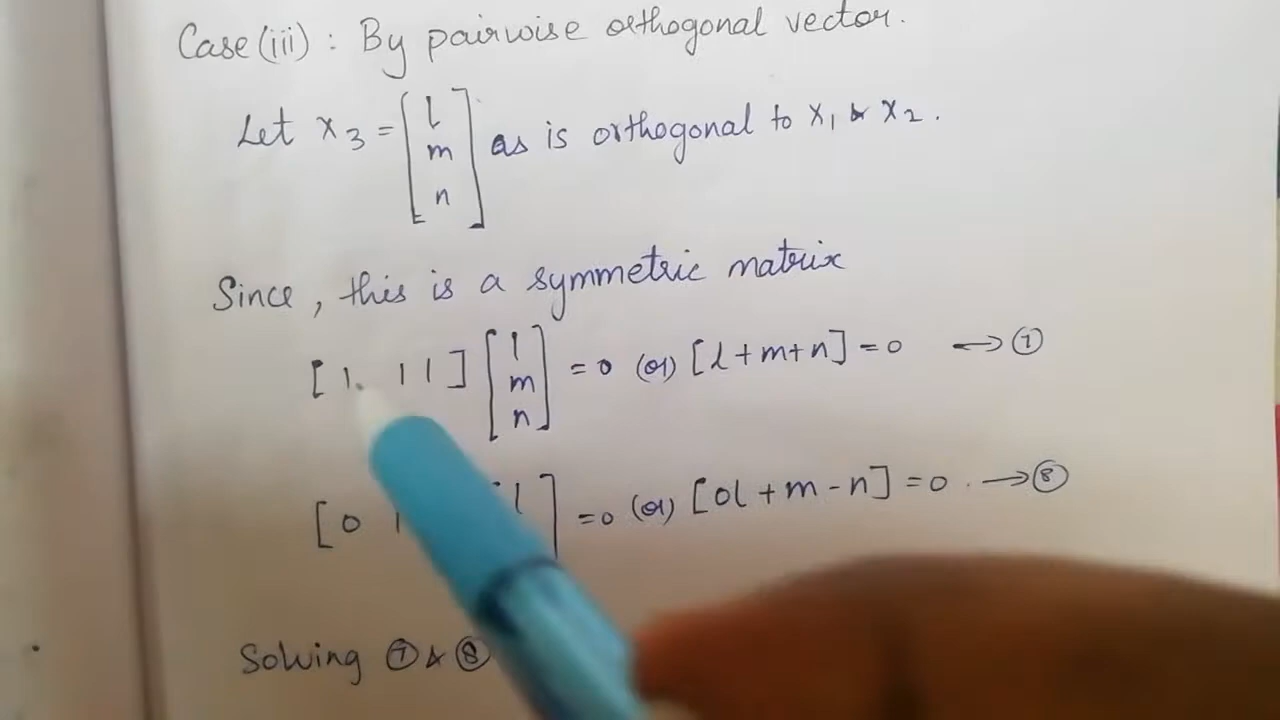 Case (iii) : By pairwise orthogonal vector.
Let x₃ = [l m n] as is orthogonal to x₁ & x₂ .
Since, this is a symmetric matrix
[1 1 1] [l m n] = 0 (or) [l + m + n] = 0 → ⑦
[0 1 [l = 0 (or) [0l + m - n] = 0 . → ⑧
Solving ⑦ & ⑧